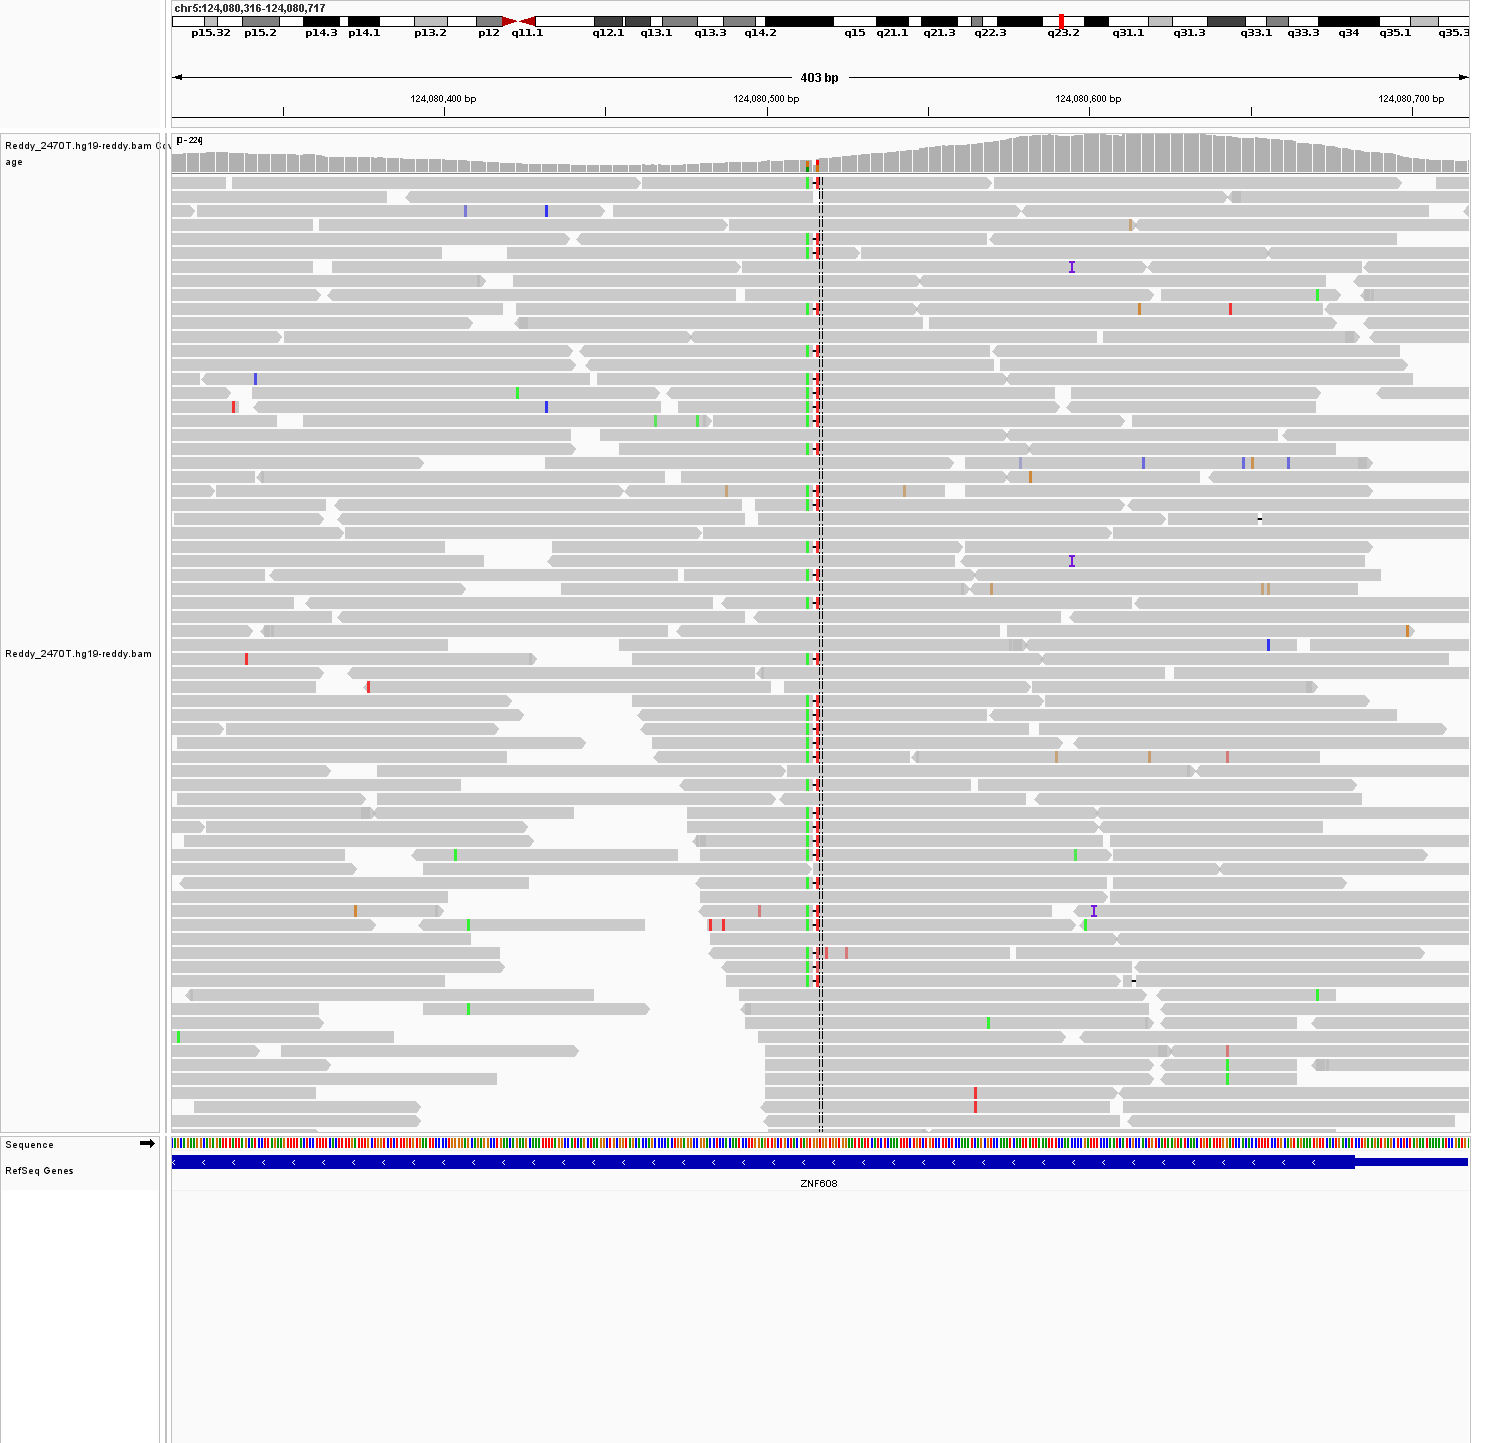 chr5:124,080,316-124,080,717
p15.32 p15.2 p14.3 p14.1 p13.2 p12 q11.1 q12.1 q13.1 q13.3 q14.2 q15 q21.1 q21.3 q22.3 q23.2 q31.1 q31.3 q33.1 q33.3 q34 q35.1 q35.3
403 bp
124,080,400 bp 124,080,500 bp 124,080,600 bp 124,080,700 bp
[0-224]
Reddy_2470T.hg19-reddy.bam Cov
age
I
I
Reddy_2470T.hg19-reddy.bam
I
Sequence
RefSeq Genes
ZNF608